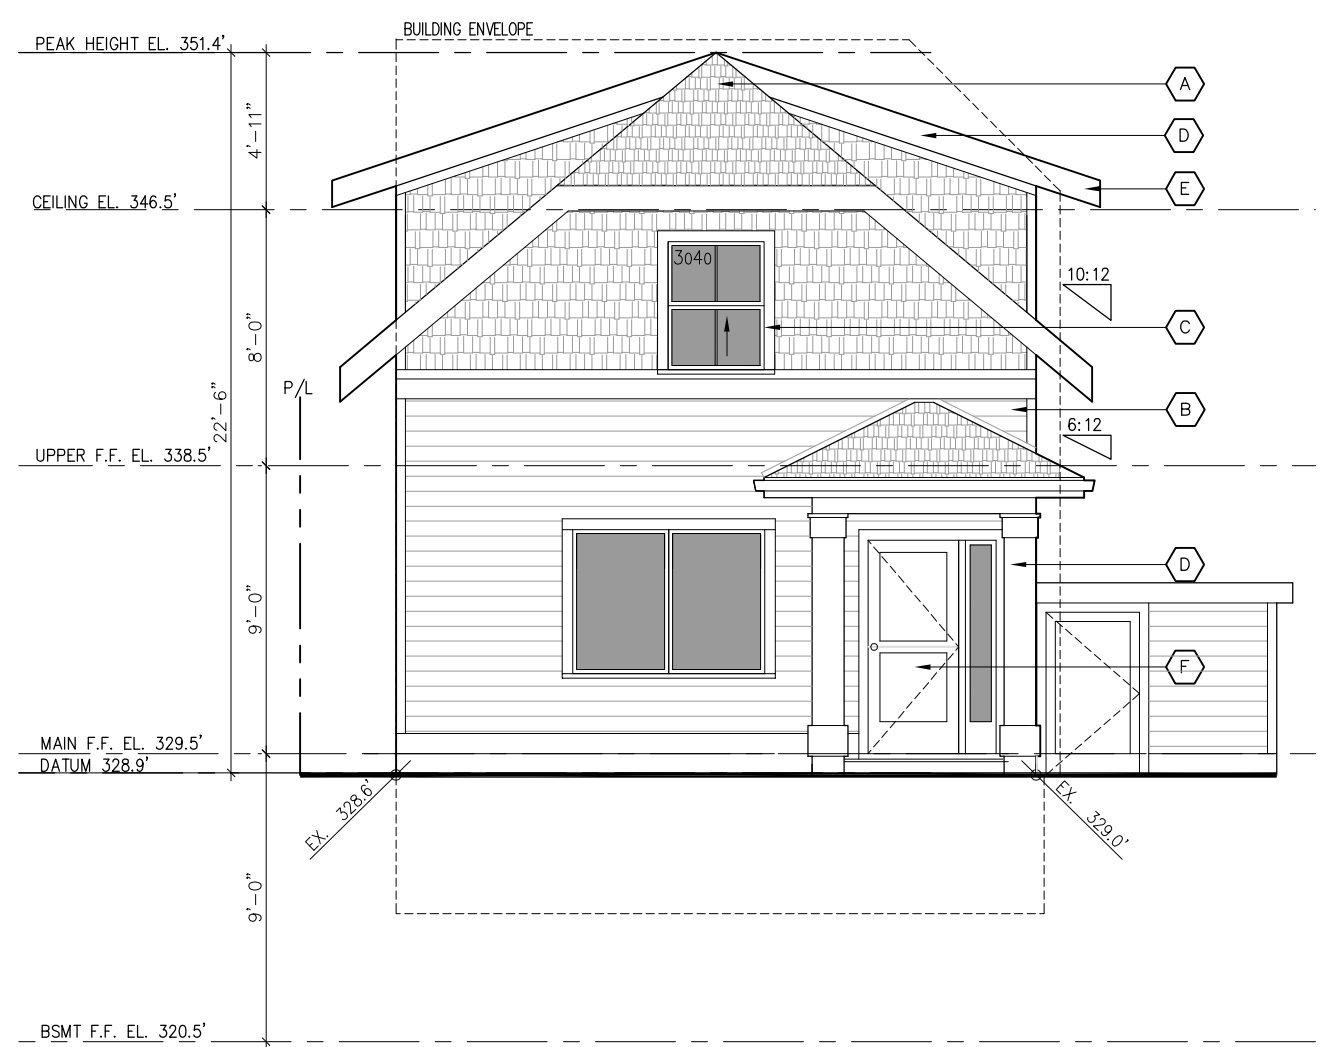 BUILDING ENVELOPE
PEAK HEIGHT EL. 351.4'
A
4'-11"
D
E
CEILING EL. 346.5'
3040
10:12
8'-0"
C
P/L
22'-6"
B
6:12
UPPER F.F. EL. 338.5'
D
9'-0"
F
MAIN F.F. EL. 329.5'
DATUM 328.9'
EX. 328.6'
EX. 329.0'
9'-0"
BSMT F.F. EL. 320.5'